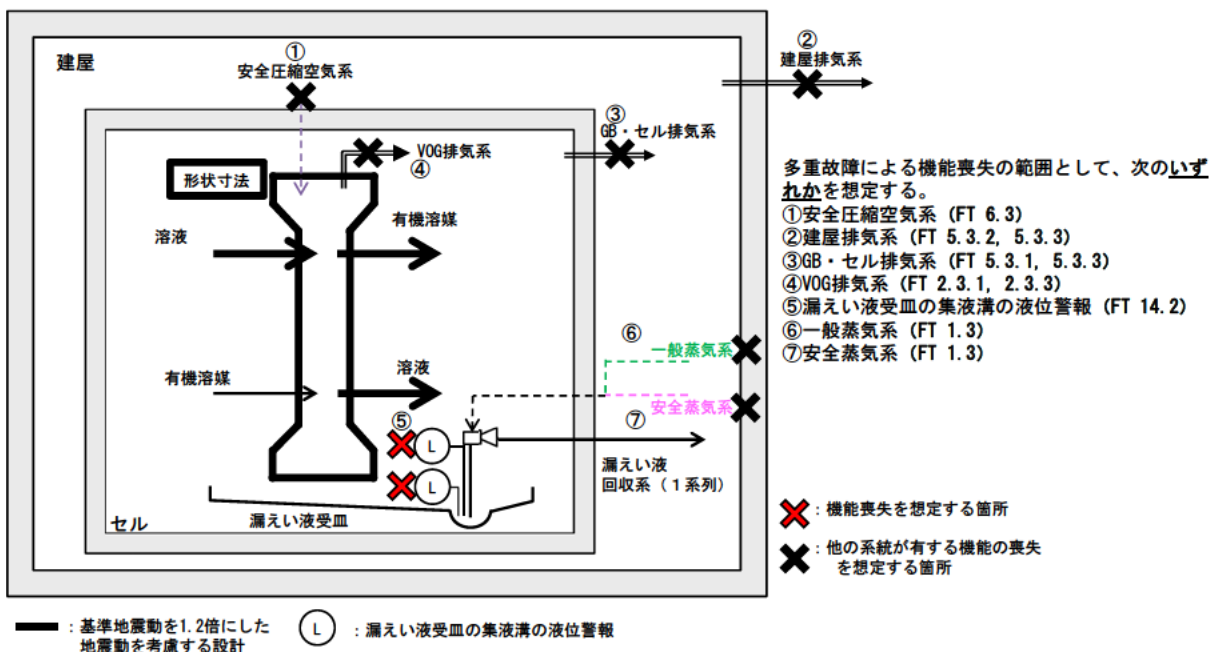 建屋
①
安全圧縮空気系
②
建屋排気系
③
GB・セル排気系
VOG排気系
④
形状寸法
溶液
有機溶媒
有機溶媒
溶液
⑤
L
L
⑥
一般蒸気系
安全蒸気系
⑦
漏えい液
回収系（1系列）
漏えい液受皿
セル
多重故障による機能喪失の範囲として、次のいず
れかを想定する。
①安全圧縮空気系（FT 6.3）
②建屋排気系（FT 5.3.2, 5.3.3）
③GB・セル排気系（FT 5.3.1, 5.3.3）
④VOG排気系（FT 2.3.1, 2.3.3）
⑤漏えい液受皿の集液溝の液位警報（FT 14.2）
⑥一般蒸気系（FT 1.3）
⑦安全蒸気系（FT 1.3）
：機能喪失を想定する箇所
：他の系統が有する機能の喪失
を想定する箇所
：基準地震動を1.2倍にした
地震動を考慮する設計
L
：漏えい液受皿の集液溝の液位警報